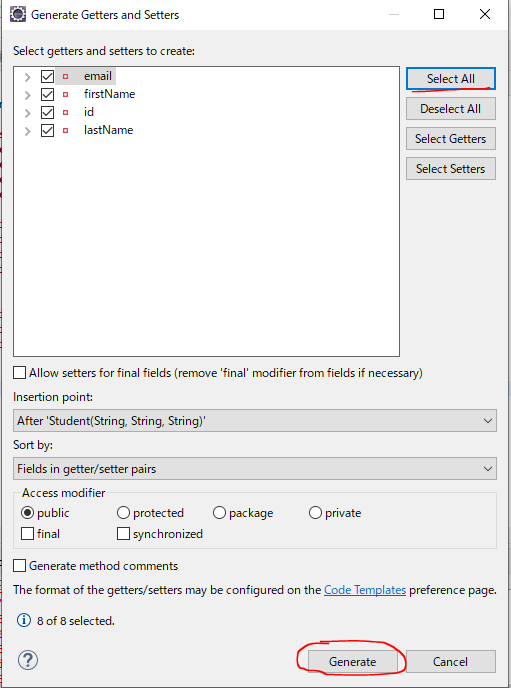 Generate Getters and Setters
Select getters and setters to create:
email
firstName
id
lastName
Select All
Deselect All
Select Getters
Select Setters
Allow setters for final fields (remove 'final' modifier from fields if necessary)
Insertion point:
After 'Student(String, String, String)'
Sort by:
Fields in getter/setter pairs
Access modifier
public protected package private
final synchronized
Generate method comments
The format of the getters/setters may be configured on the Code Templates preference page.
8 of 8 selected.
Generate Cancel